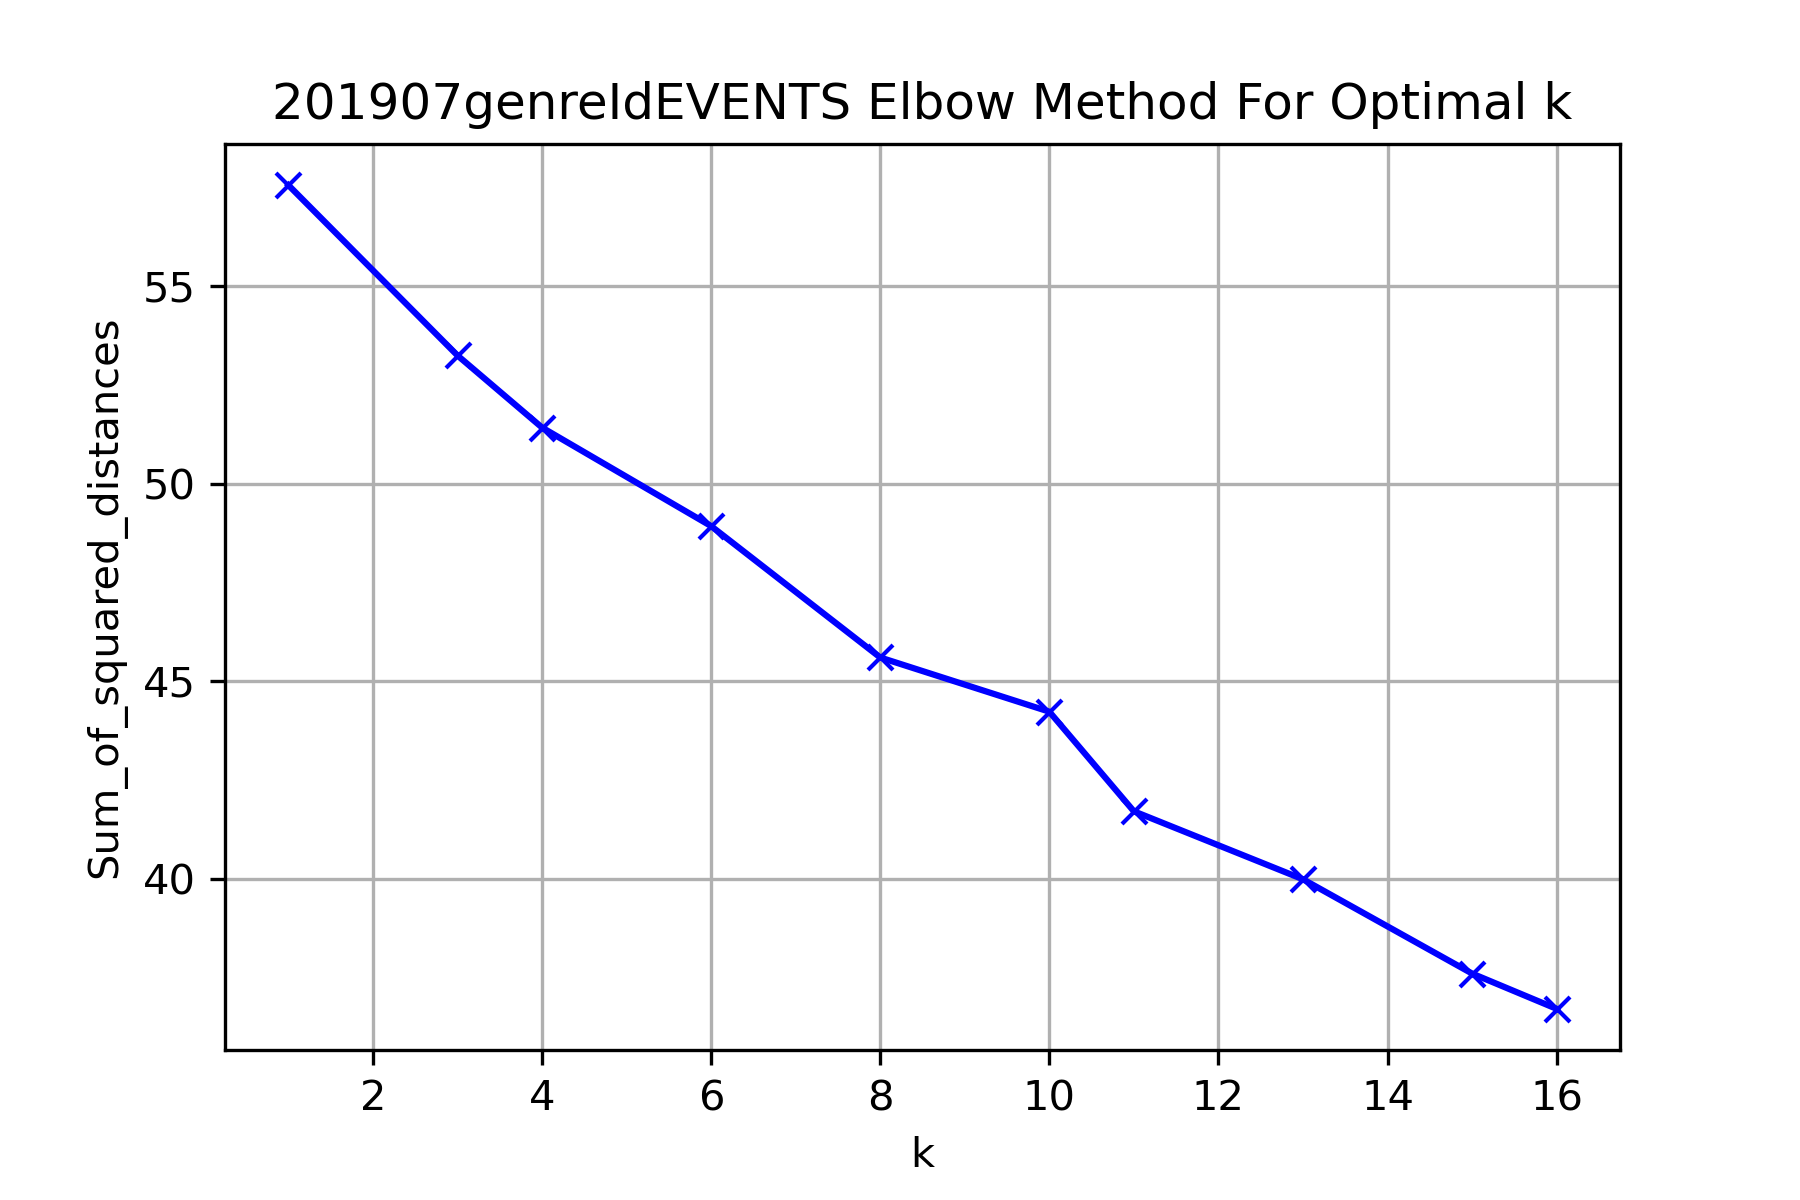 201907genreIdEVENTS Elbow Method For Optimal k
Sum_of_squared_distances
55
50
45
40
2 4 6 8 10 12 14 16
k